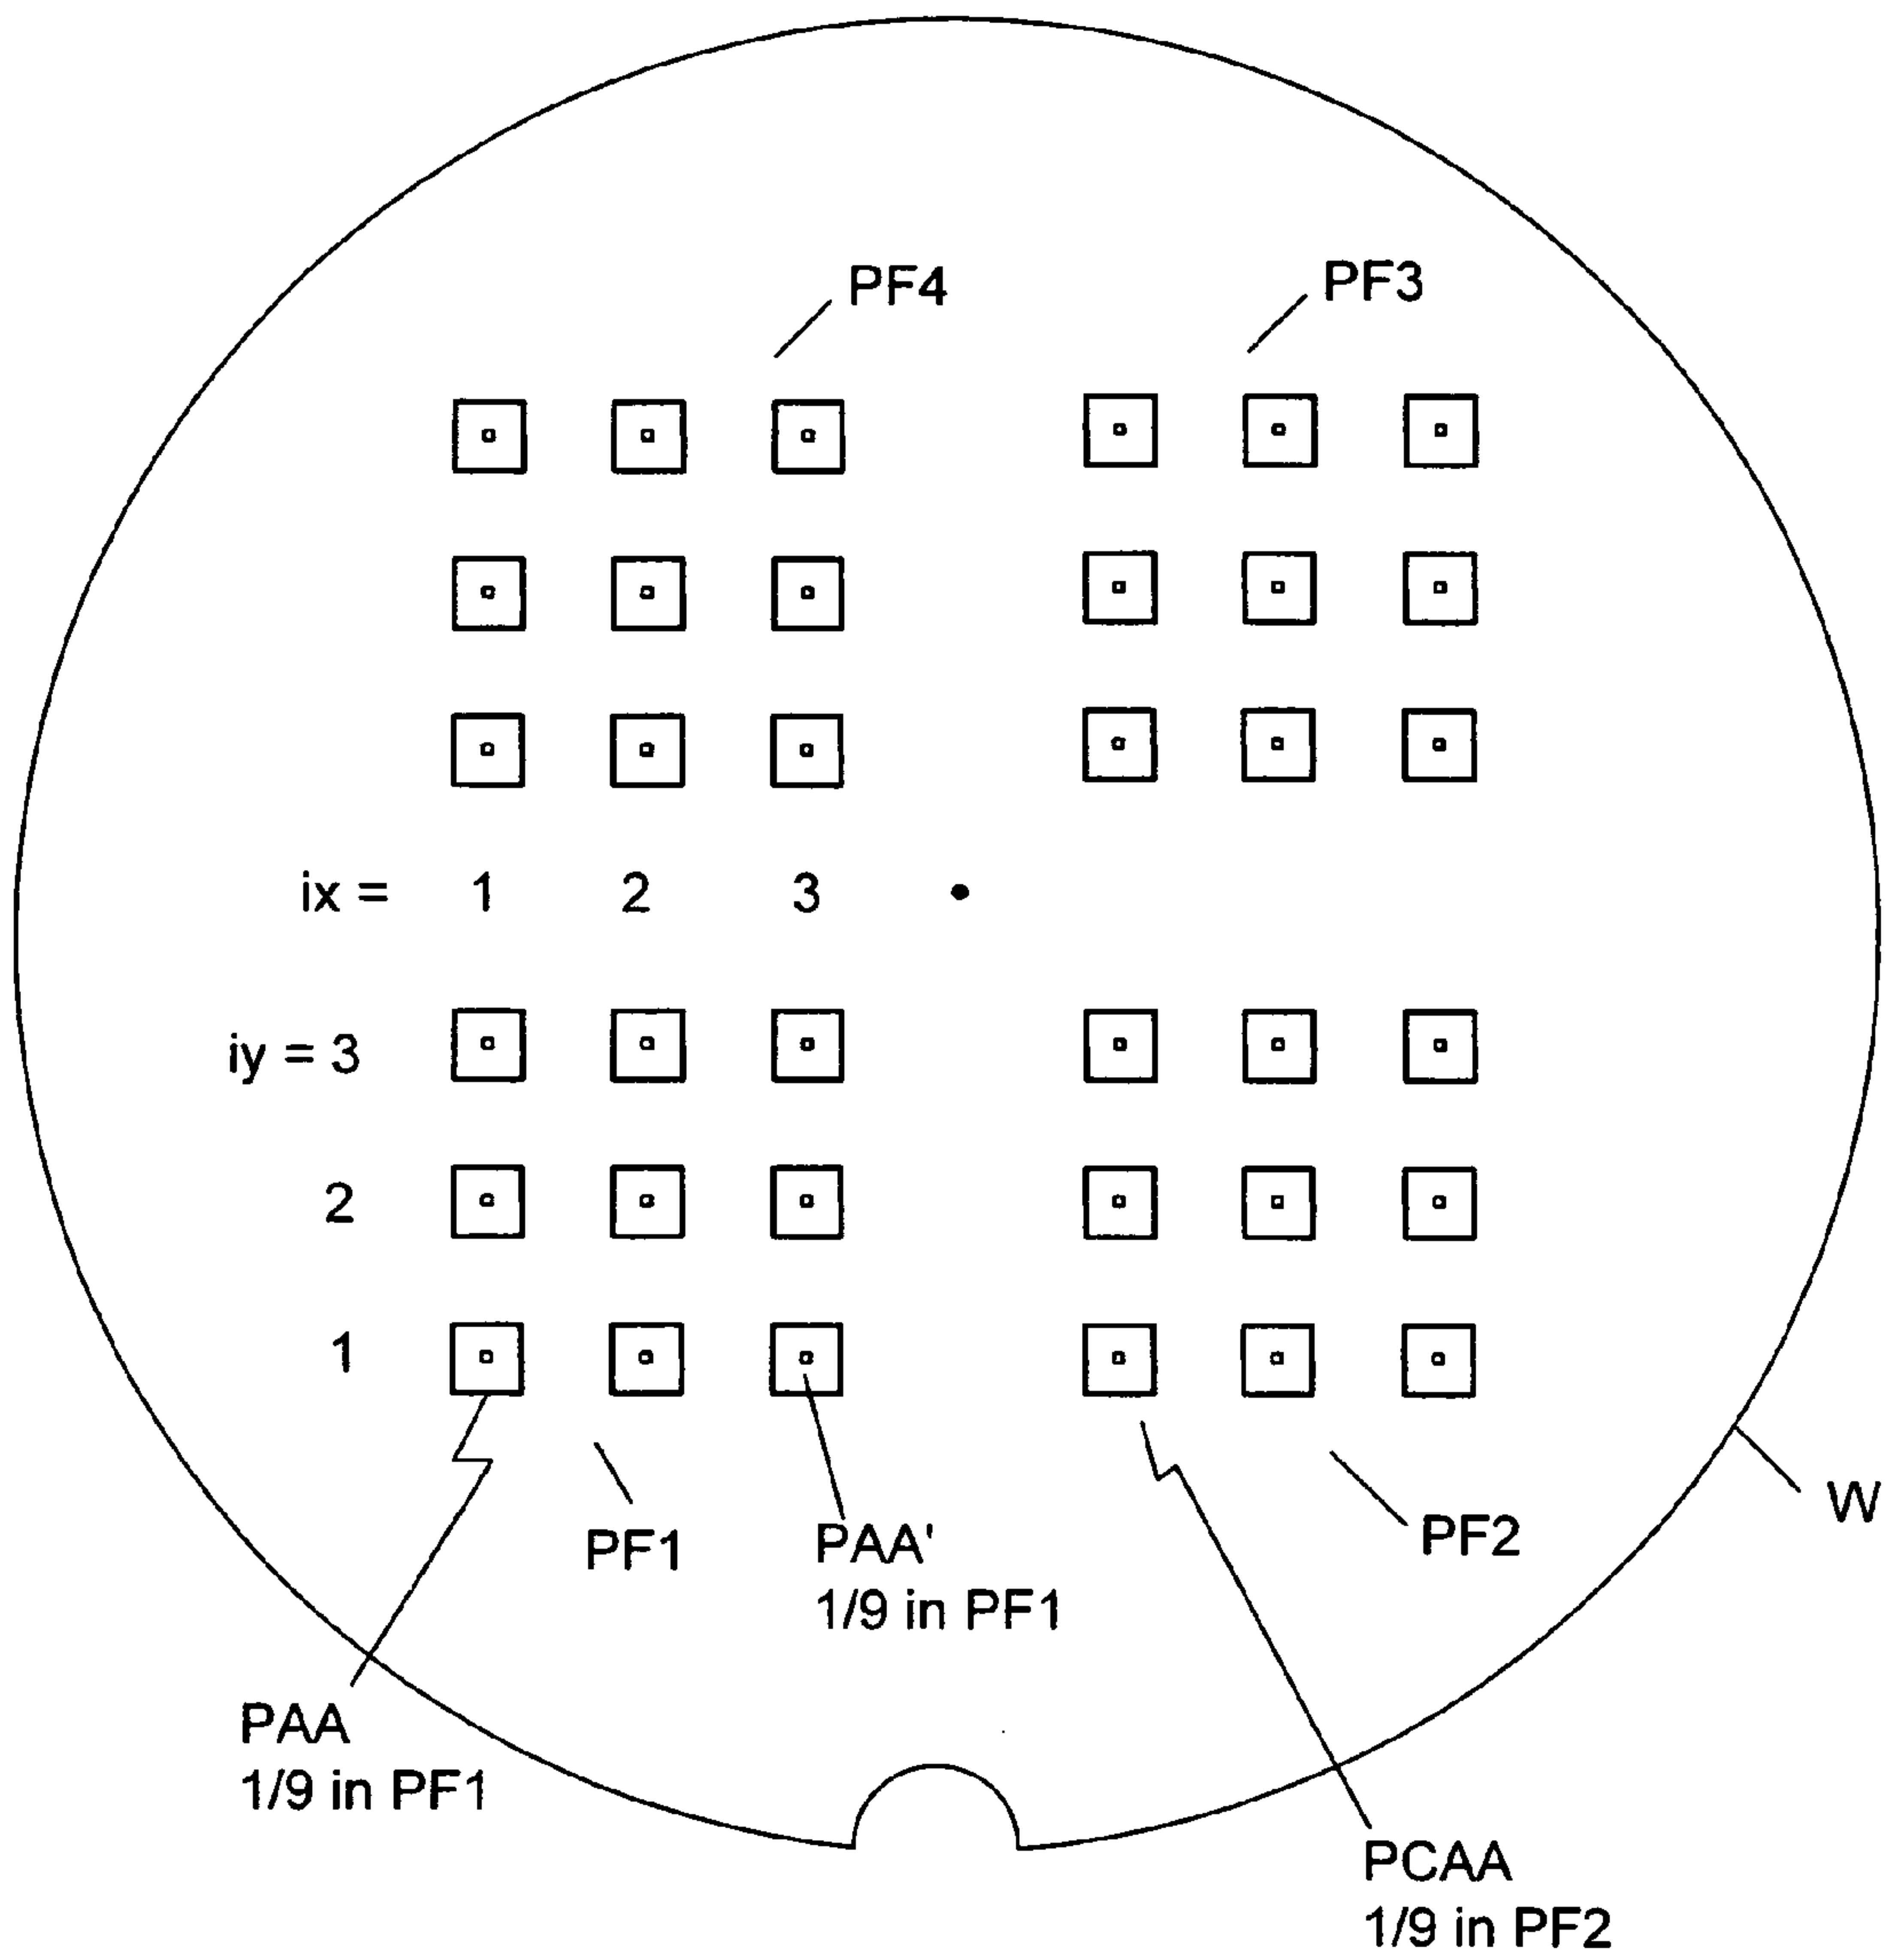 PF4
PF3
ix = 1 2 3
iy = 3
2
1
PF1
PAA'
1/9 in PF1
PF2
W
PAA
1/9 in PF1
PCAA
1/9 in PF2